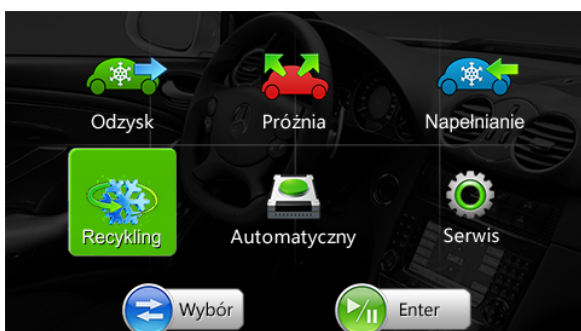 Odzysk
Próżnia
Napełnianie
Recykling
Automatyczny
Serwis
Wybór
Enter